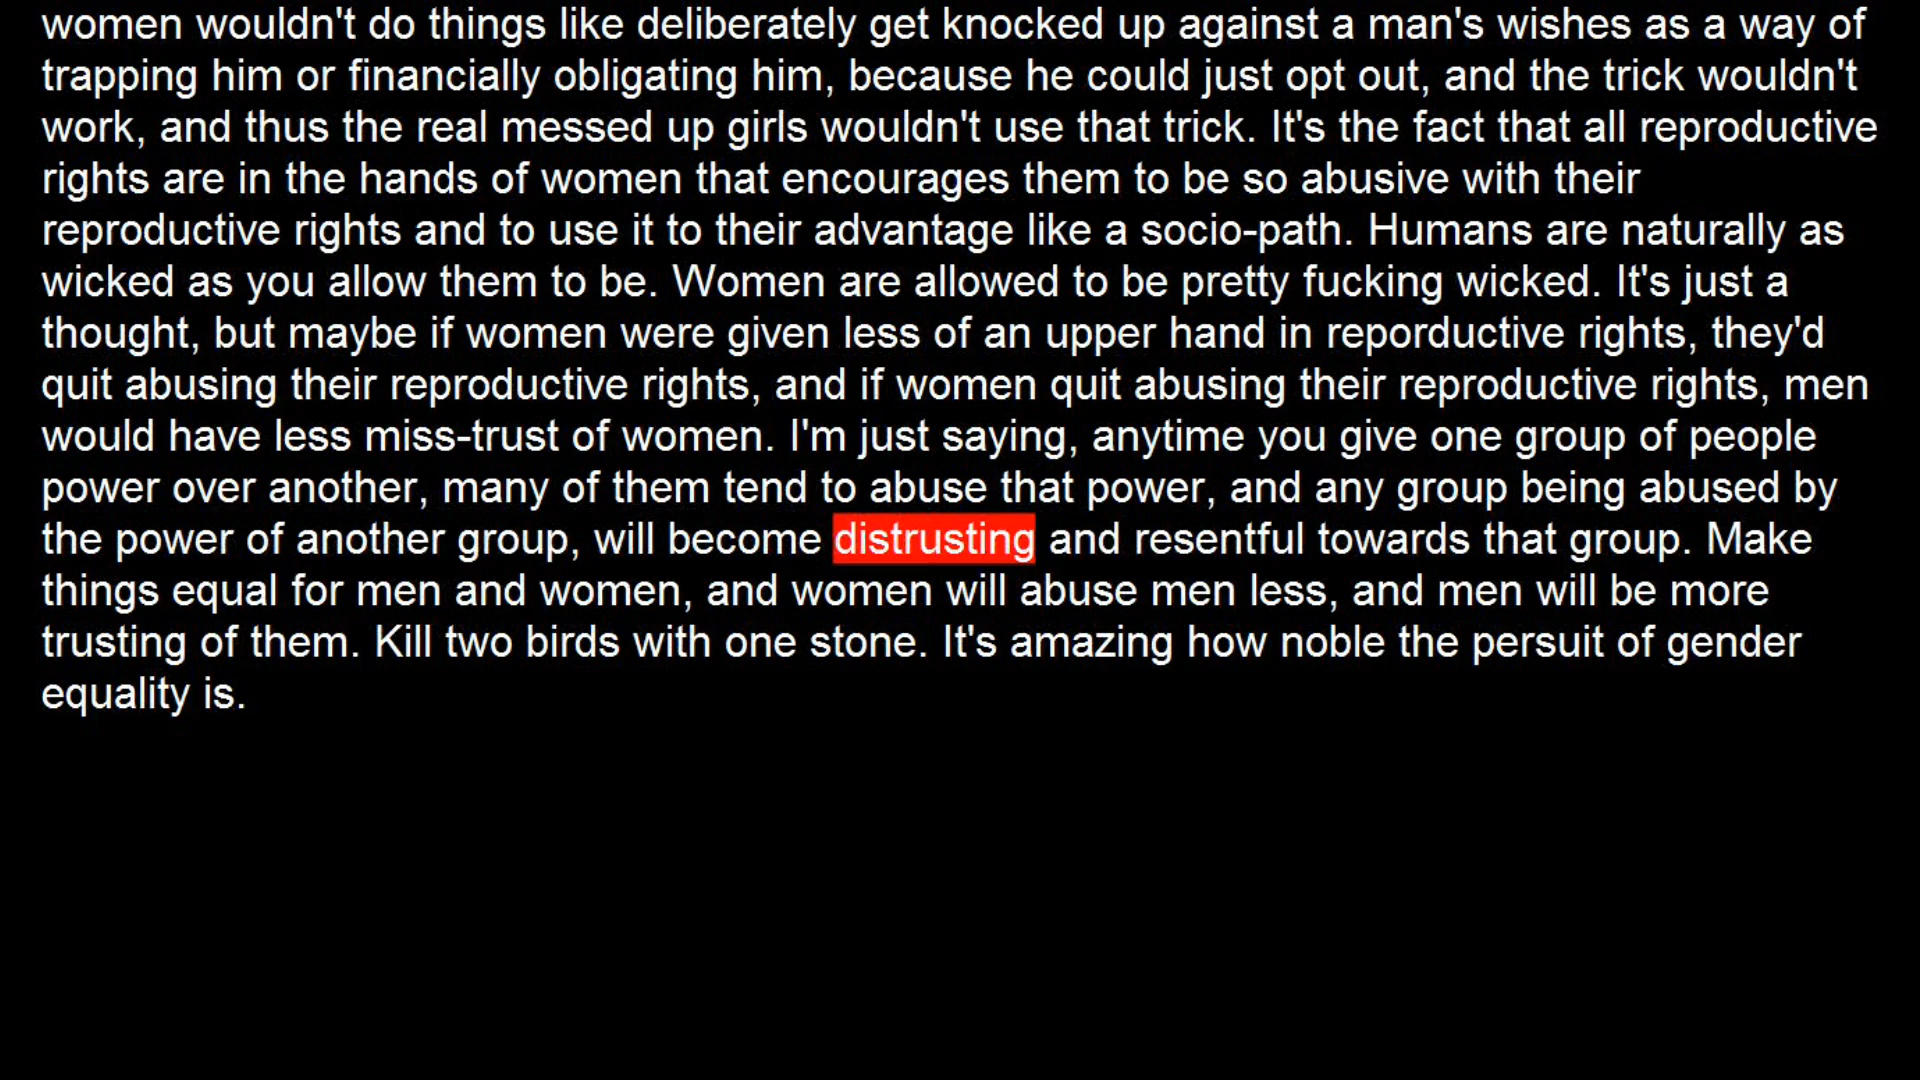 women wouldn't do things like deliberately get knocked up against a man's wishes as a way of
trapping him or financially obligating him, because he could just opt out, and the trick wouldn't
work, and thus the real messed up girls wouldn't use that trick. It's the fact that all reproductive
rights are in the hands of women that encourages them to be so abusive with their
reproductive rights and to use it to their advantage like a socio-path. Humans are naturally as
wicked as you allow them to be. Women are allowed to be pretty fucking wicked. It's just a
thought, but maybe if women were given less of an upper hand in reporductive rights, they'd
quit abusing their reproductive rights, and if women quit abusing their reproductive rights, men
would have less miss-trust of women. I'm just saying, anytime you give one group of people
power over another, many of them tend to abuse that power, and any group being abused by
the power of another group, will become distrusting and resentful towards that group. Make
things equal for men and women, and women will abuse men less, and men will be more
trusting of them. Kill two birds with one stone. It's amazing how noble the persuit of gender
equality is.